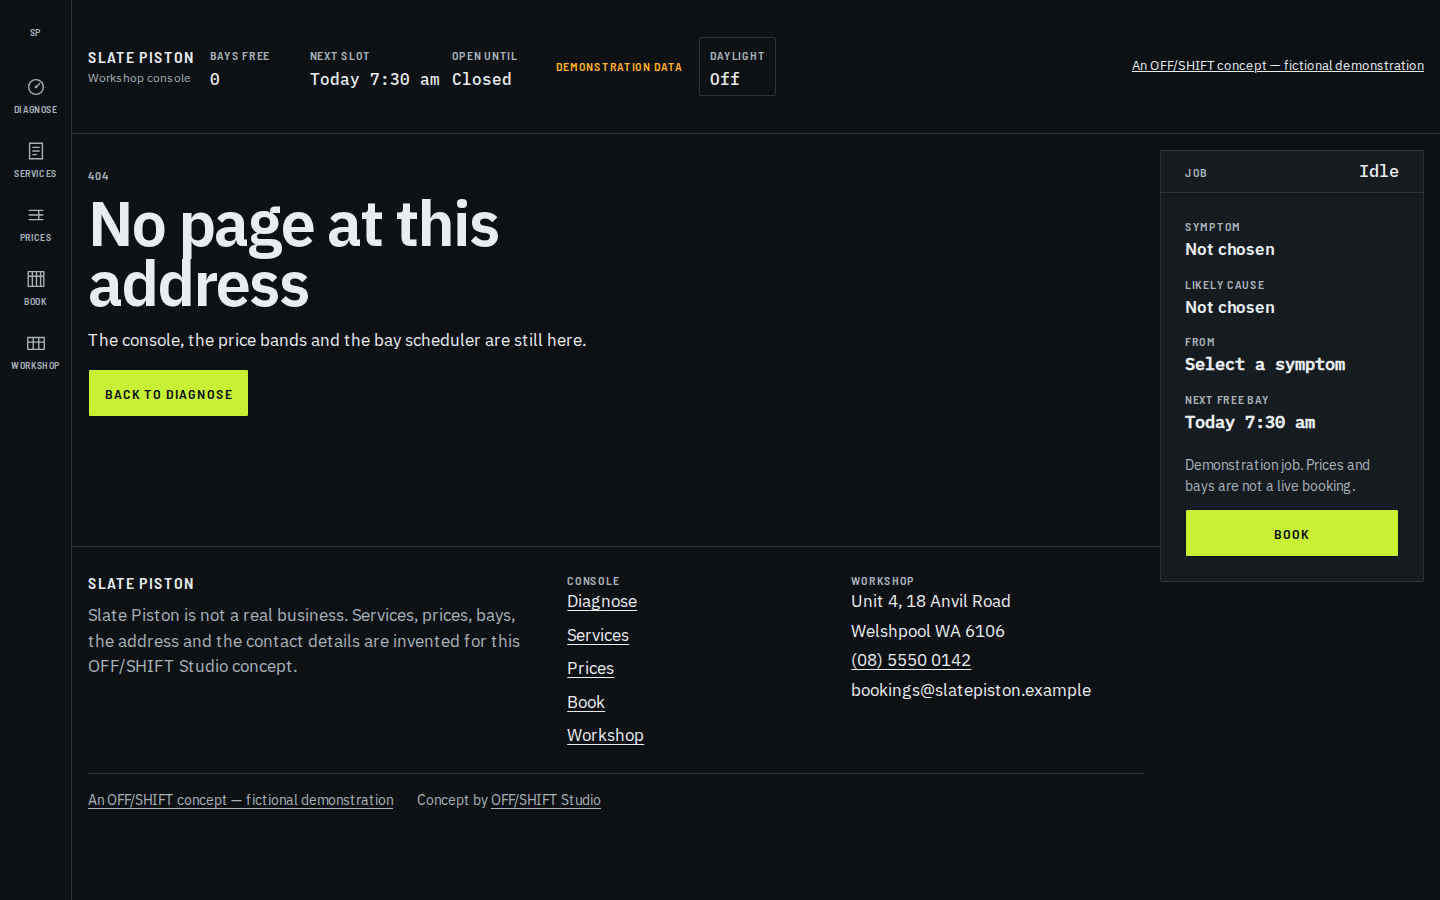 SP
DIAGNOSE
SERVICES
PRICES
BOOK
WORKSHOP
SLATE PISTON
Workshop console
BAYS FREE
0
NEXT SLOT
Today 7:30 am
OPEN UNTIL
Closed
DEMONSTRATION DATA
DAYLIGHT
Off
An OFF/SHIFT concept — fictional demonstration
404
No page at this
address
The console, the price bands and the bay scheduler are still here.
BACK TO DIAGNOSE
JOB
Idle
SYMPTOM
Not chosen
LIKELY CAUSE
Not chosen
FROM
Select a symptom
NEXT FREE BAY
Today 7:30 am
Demonstration job. Prices and
bays are not a live booking.
BOOK
SLATE PISTON
Slate Piston is not a real business. Services, prices, bays,
the address and the contact details are invented for this
OFF/SHIFT Studio concept.
CONSOLE
Diagnose
Services
Prices
Book
Workshop
WORKSHOP
Unit 4, 18 Anvil Road
Welshpool WA 6106
(08) 5550 0142
bookings@slatepiston.example
An OFF/SHIFT concept — fictional demonstration
Concept by OFF/SHIFT Studio